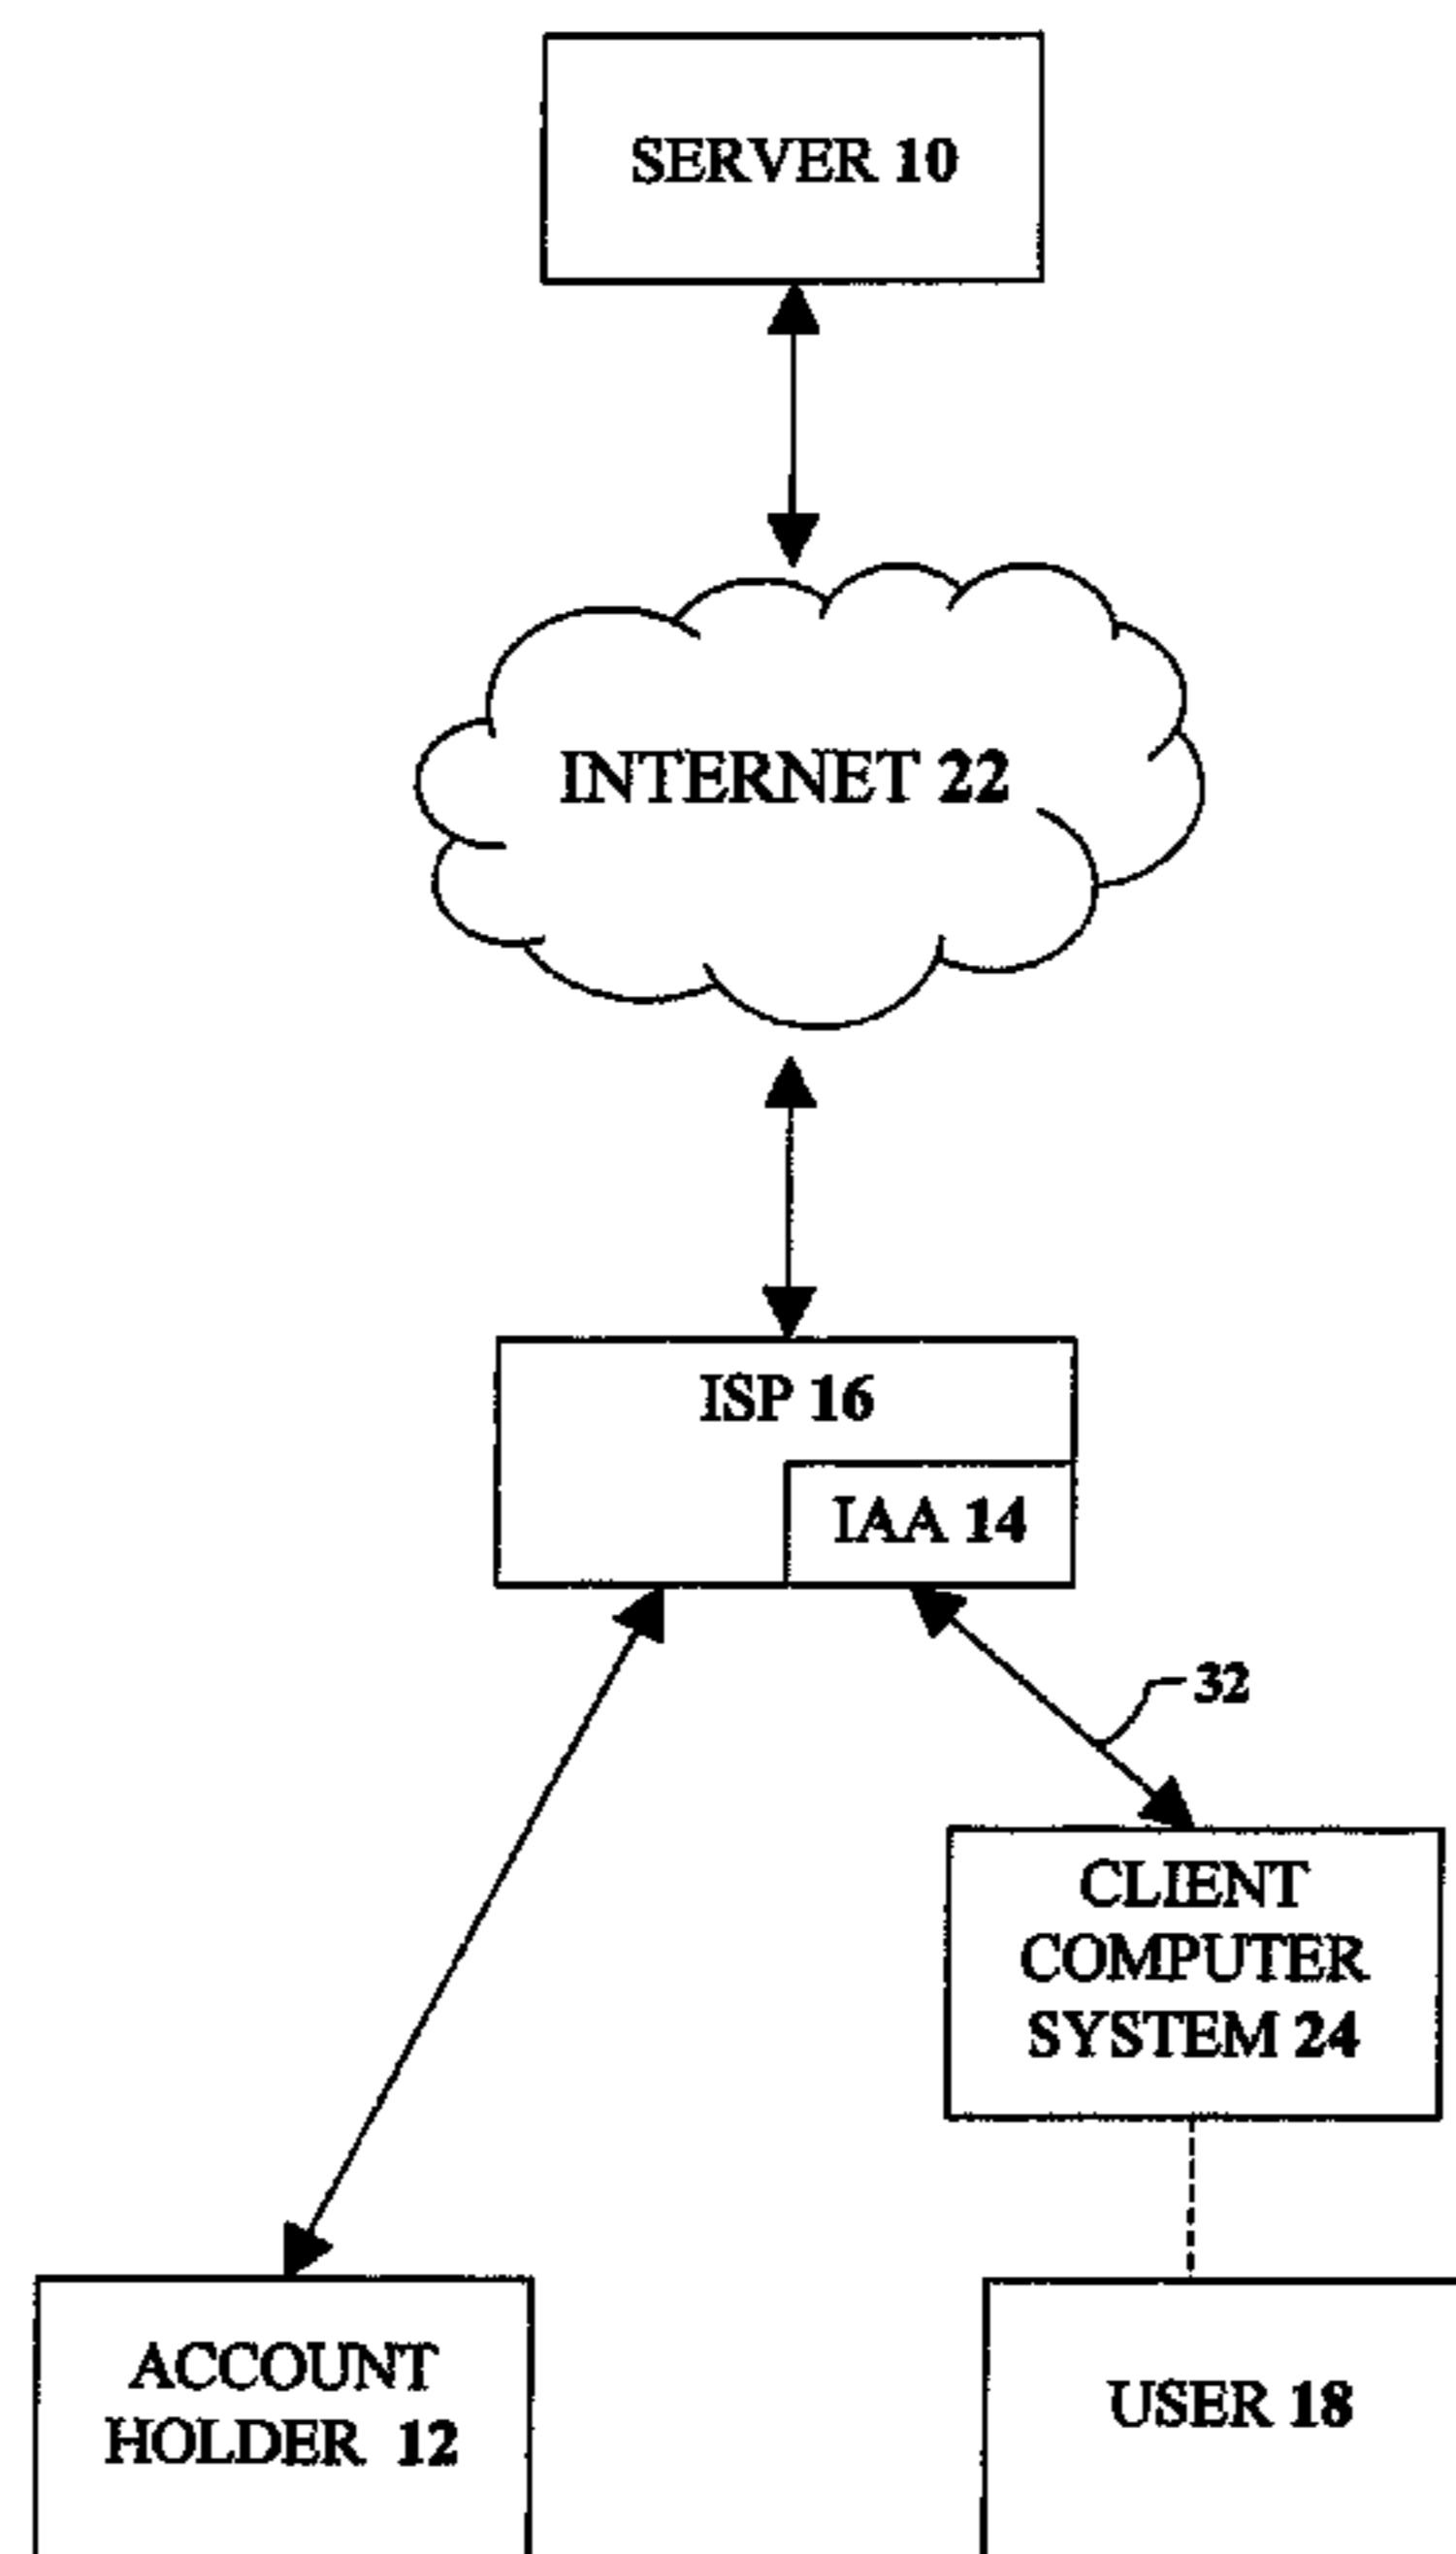 SERVER 10
INTERNET 22
ISP 16
IAA 14
32
CLIENT
COMPUTER
SYSTEM 24
ACCOUNT
HOLDER 12
USER 18